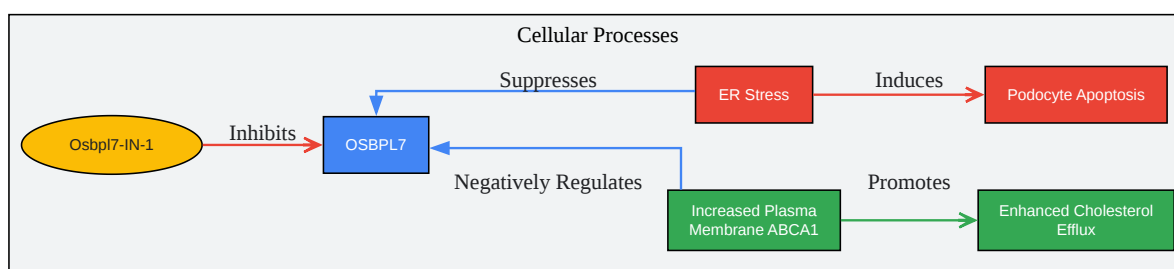 Cellular Processes
Suppresses
ER Stress
Induces
Podocyte Apoptosis
Osbpl7-IN-1
Inhibits
OSBPL7
Negatively Regulates
Promotes
Increased Plasma
Membrane ABCA1
Enhanced Cholesterol
Efflux